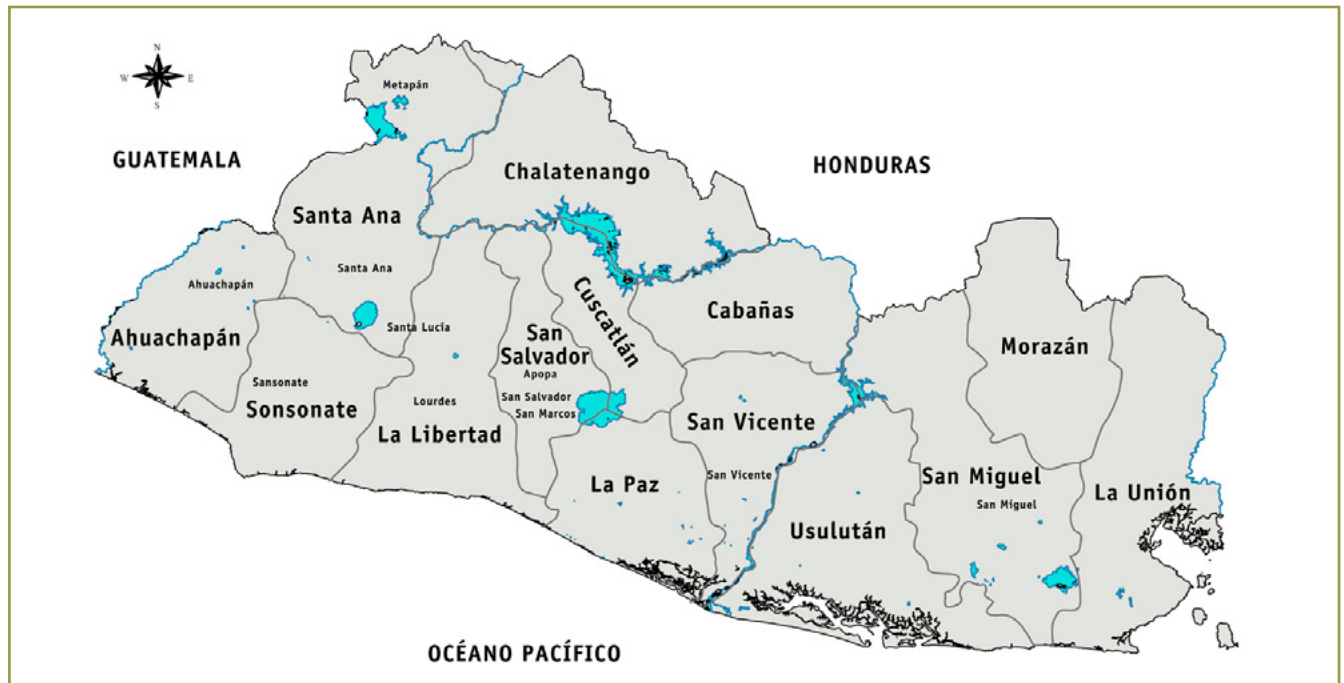 N
W E
S
Metapán
GUATEMALA
HONDURAS
Chalatenango
Santa Ana
Santa Ana
Ahuachapán
Ahuachapán
Santa Lucía
Cuscatlán
Cabañas
San
Salvador
Apopa
San Salvador
San Marcos
Morazán
Sansonate
Sonsonate
Lourdes
La Libertad
San Vicente
San Vicente
La Paz
San Miguel
San Miguel
La Unión
Usulután
OCÉANO PACÍFICO